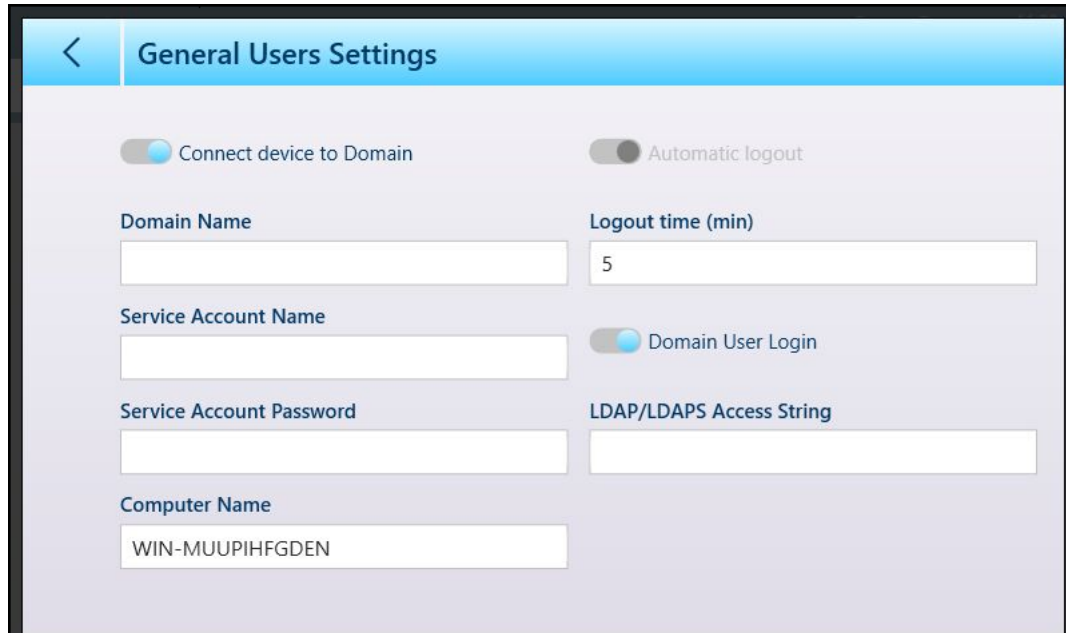 General Users Settings
Connect device to Domain
Automatic logout
Domain Name
Logout time (min)
5
Service Account Name
Domain User Login
Service Account Password
LDAP/LDAPS Access String
Computer Name
WIN-MUUPIHFGDEN